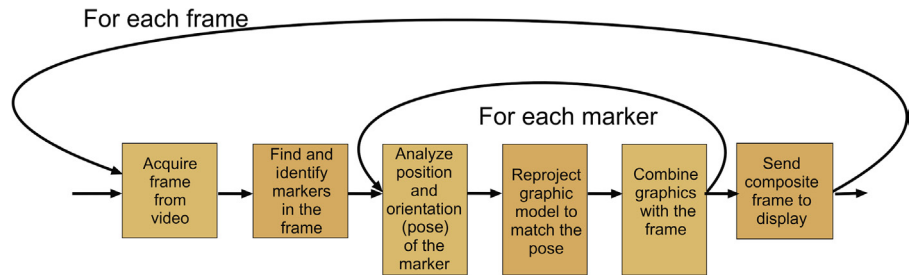 For each frame
For each marker
Acquire
frame
from
video
Find and
identify
markers
in the
frame
Analyze
position
and
orientation
(pose)
of the
marker
Reproject
graphic
model to
match the
pose
Combine
graphics
with the
frame
Send
composite
frame to
display